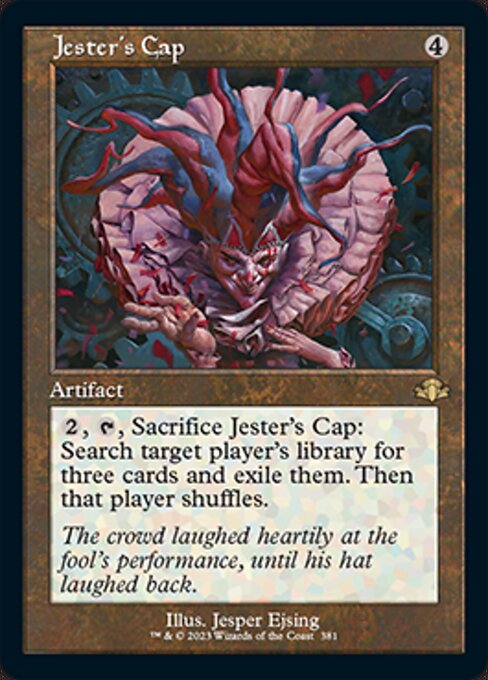 Jester's Cap 4
Artifact
2, T, Sacrifice Jester's Cap:
Search target player's library for
three cards and exile them. Then
that player shuffles.
The crowd laughed heartily at the
fool's performance, until his hat
laughed back.
Illus. Jesper Ejsing
™ & © 2023 Wizards of the Coast 381